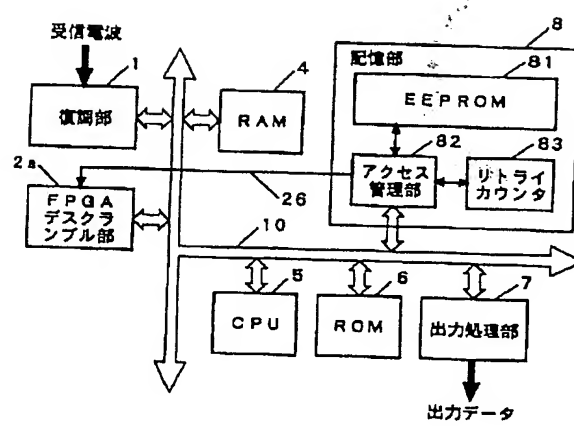 受信電波
1
復調部
4
RAM
8
記憶部
81
EEPROM
82
アクセス
管理部
83
リトライ
カウンタ
2a
FPGA
デスクラ
ンブル部
26
10
5
CPU
6
ROM
7
出力処理部
出力データ